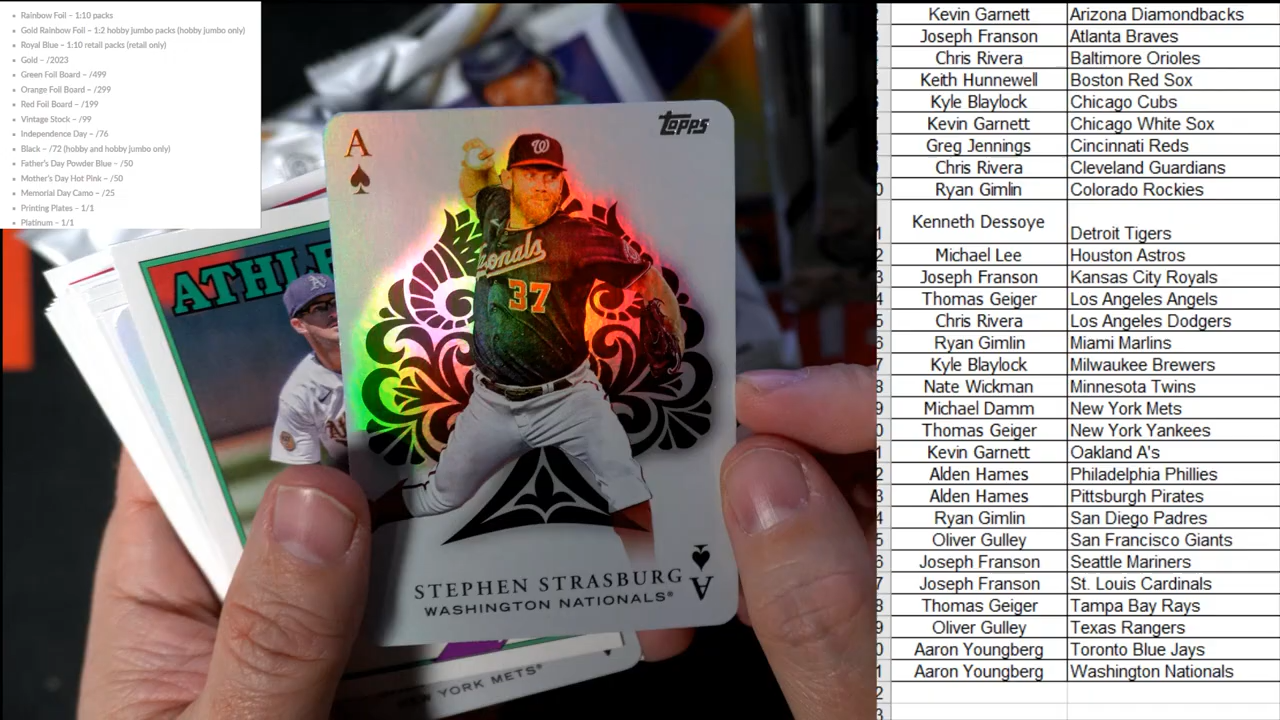 Rainbow Foil – 1:10 packs
Gold Rainbow Foil – 1:2 hobby jumbo packs (hobby jumbo only)
Royal Blue – 1:10 retail packs (retail only)
Gold – /2023
Green Foil Board – /499
Orange Foil Board – /299
Red Foil Board – /199
Vintage Stock – /99
Independence Day – /76
Black – /72 (hobby and hobby jumbo only)
Father's Day Powder Blue – /50
Mother's Day Hot Pink – /50
Memorial Day Camo – /25
Printing Plates – 1/1
Platinum – 1/1
A
Topps
W
ATHLE
onals
37
STEPHEN STRASBURG
WASHINGTON NATIONALS®
A
NEW YORK METS®
Kevin Garnett Arizona Diamondbacks
Joseph Franson Atlanta Braves
Chris Rivera Baltimore Orioles
Keith Hunnewell Boston Red Sox
Kyle Blaylock Chicago Cubs
Kevin Garnett Chicago White Sox
Greg Jennings Cincinnati Reds
Chris Rivera Cleveland Guardians
Ryan Gimlin Colorado Rockies
Kenneth Dessoye Detroit Tigers
Michael Lee Houston Astros
Joseph Franson Kansas City Royals
Thomas Geiger Los Angeles Angels
Chris Rivera Los Angeles Dodgers
Ryan Gimlin Miami Marlins
Kyle Blaylock Milwaukee Brewers
Nate Wickman Minnesota Twins
Michael Damm New York Mets
Thomas Geiger New York Yankees
Kevin Garnett Oakland A's
Alden Hames Philadelphia Phillies
Alden Hames Pittsburgh Pirates
Ryan Gimlin San Diego Padres
Oliver Gulley San Francisco Giants
Joseph Franson Seattle Mariners
Joseph Franson St. Louis Cardinals
Thomas Geiger Tampa Bay Rays
Oliver Gulley Texas Rangers
Aaron Youngberg Toronto Blue Jays
Aaron Youngberg Washington Nationals